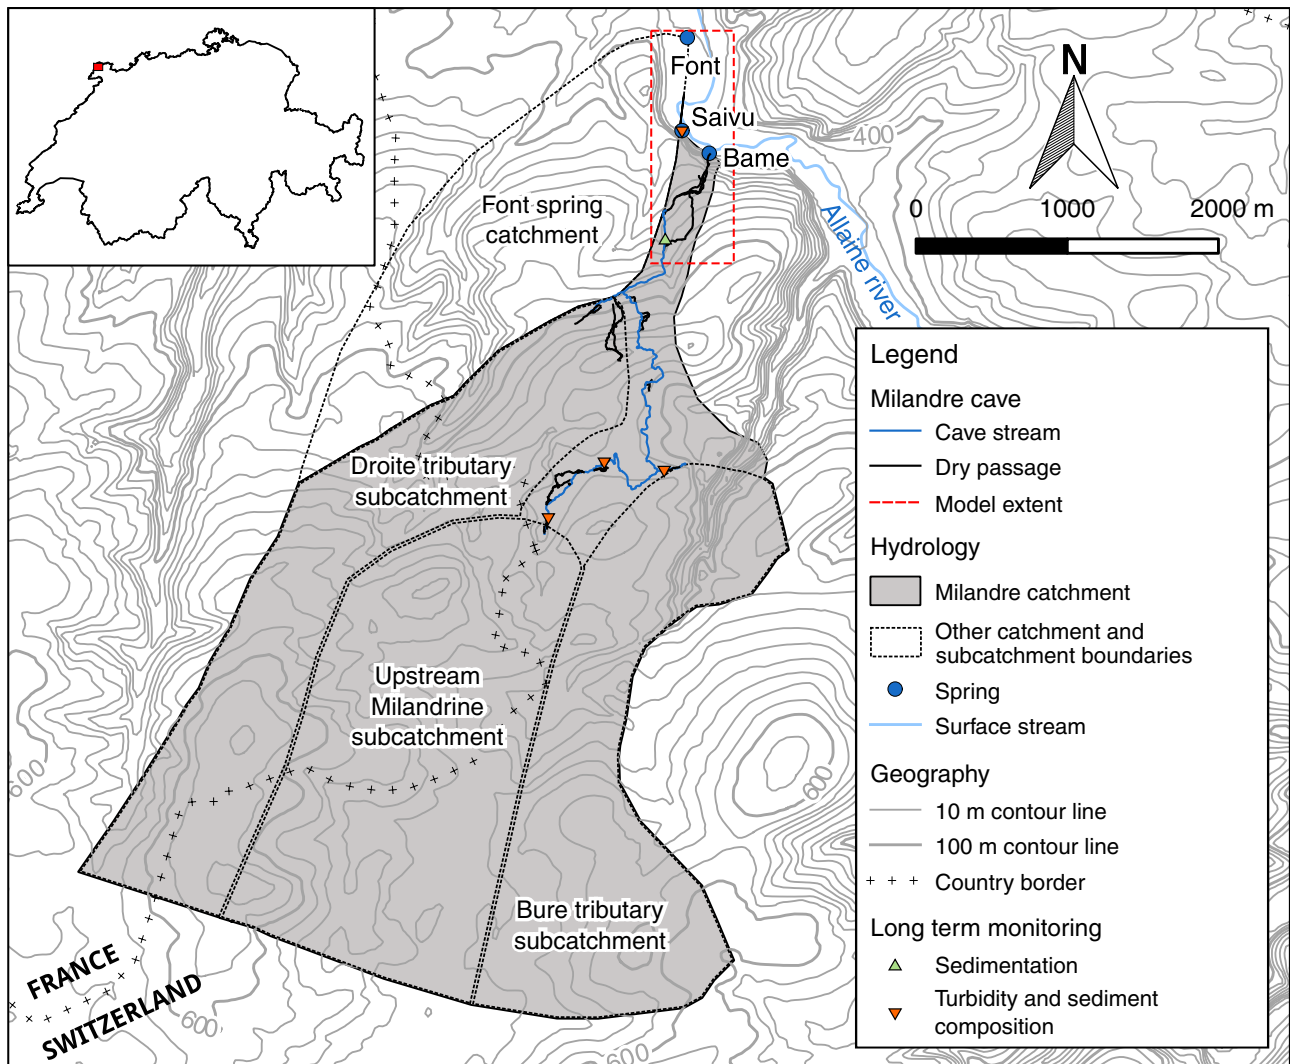 Font
Saivu
Bame
N
400
0
1000
2000 m
Font spring
catchment
Allaine river
Droite tributary
subcatchment
Upstream
Milandrine
subcatchment
Bure tributary
subcatchment
600
600
600
600
FRANCE
SWITZERLAND
Legend
Milandre cave
Cave stream
Dry passage
Model extent
Hydrology
Milandre catchment
Other catchment and
subcatchment boundaries
Spring
Surface stream
Geography
10 m contour line
100 m contour line
Country border
Long term monitoring
Sedimentation
Turbidity and sediment
composition